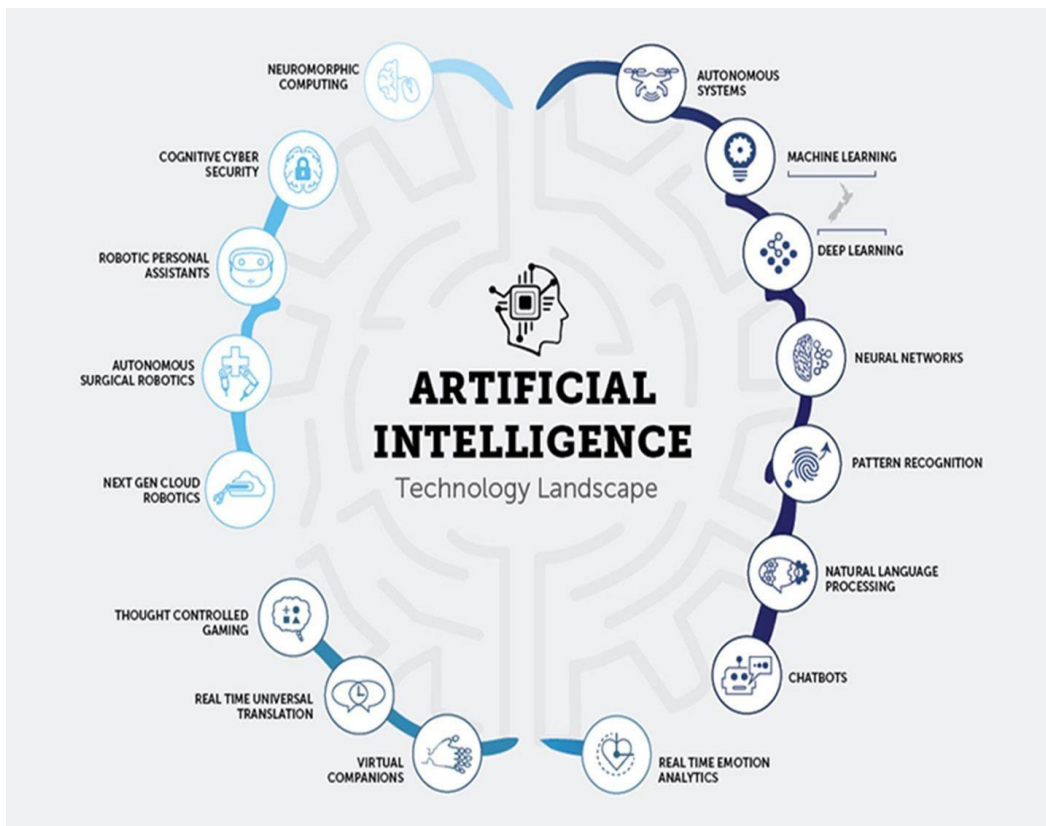 NEUROMORPHIC
COMPUTING
AUTONOMOUS
SYSTEMS
COGNITIVE CYBER
SECURITY
MACHINE LEARNING
ROBOTIC PERSONAL
ASSISTANTS
DEEP LEARNING
AUTONOMOUS
SURGICAL ROBOTICS
NEURAL NETWORKS
ARTIFICIAL
INTELLIGENCE
Technology Landscape
NEXT GEN CLOUD
ROBOTICS
PATTERN RECOGNITION
NATURAL LANGUAGE
PROCESSING
THOUGHT CONTROLLED
GAMING
CHATBOTS
REAL TIME UNIVERSAL
TRANSLATION
VIRTUAL
COMPANIONS
REAL TIME EMOTION
ANALYTICS